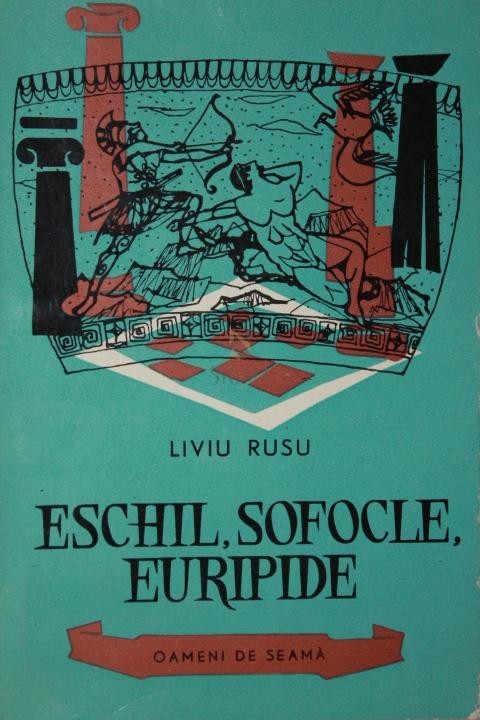 LIVIU RUSU
ESCHIL, SOFOCLE,
EURIPIDE
OAMENI DE SEAMĂ